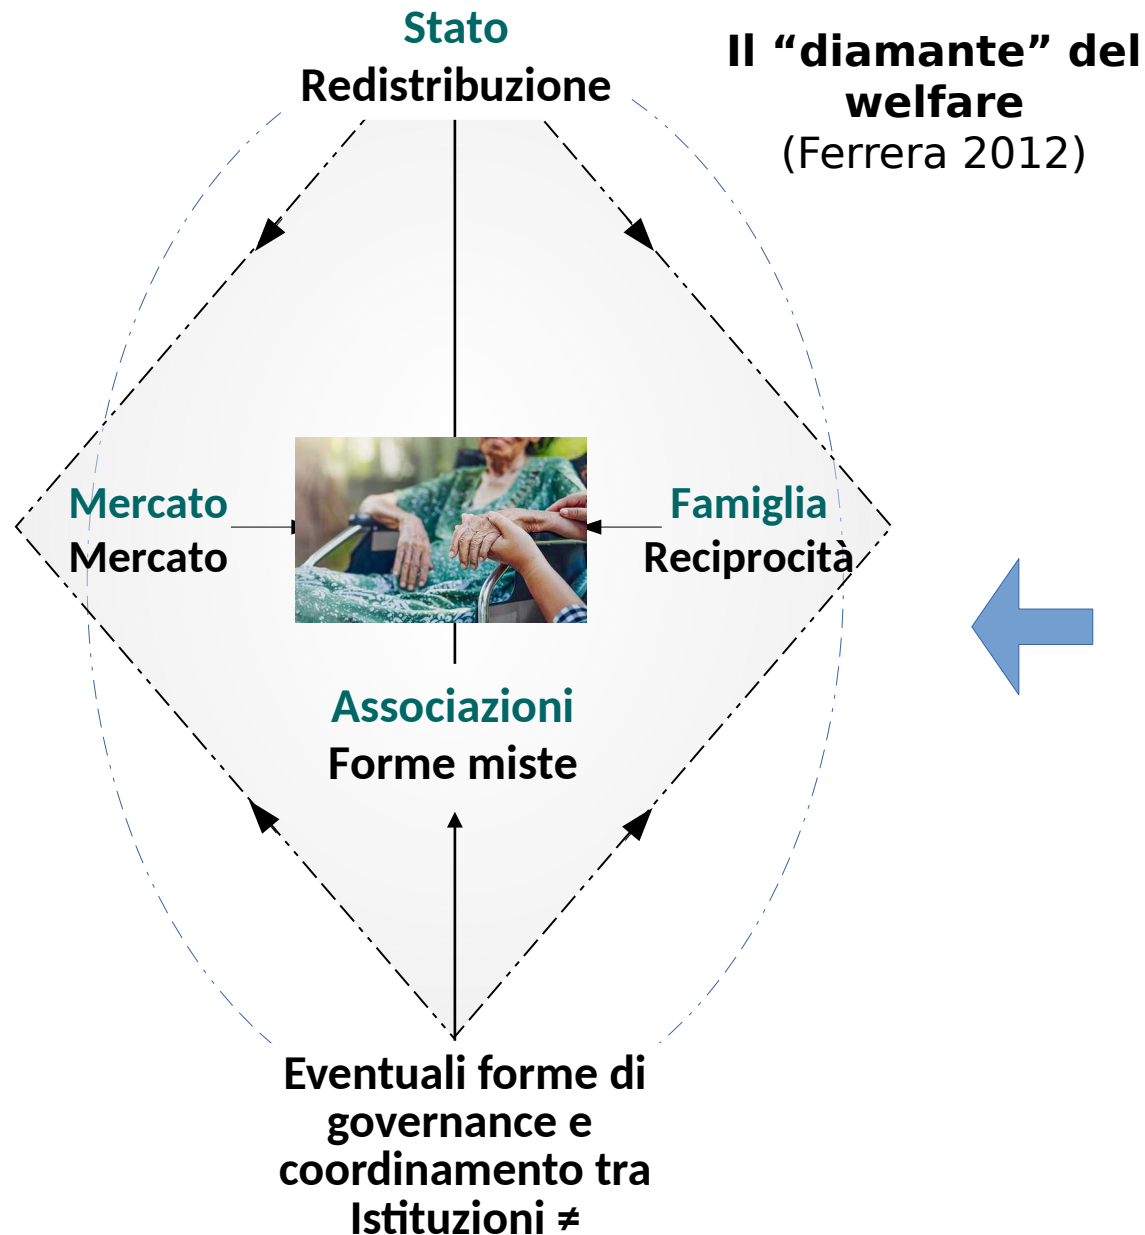 Stato
Redistribuzione
Il “diamante” del
welfare
(Ferrera 2012)
Mercato
Mercato
Famiglia
Reciprocità
Associazioni
Forme miste
Eventuali forme di
governance e
coordinamento tra
Istituzioni ≠